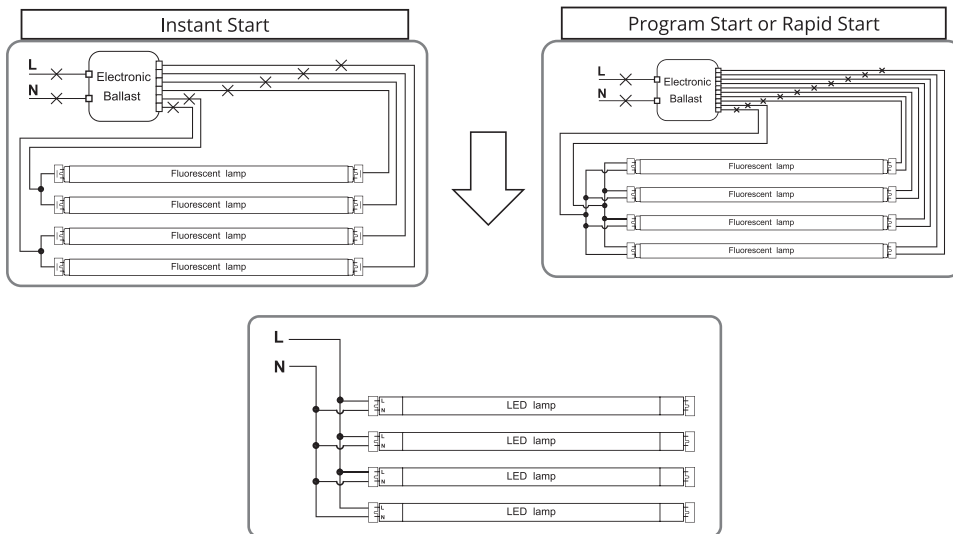 Instant Start
L
N
Electronic
Ballast
Fluorescent lamp
Fluorescent lamp
Fluorescent lamp
Fluorescent lamp
Program Start or Rapid Start
L
N
Electronic
Ballast
Fluorescent lamp
Fluorescent lamp
Fluorescent lamp
Fluorescent lamp
L
N
L
N
LED lamp
L
N
LED lamp
L
N
LED lamp
L
N
LED lamp